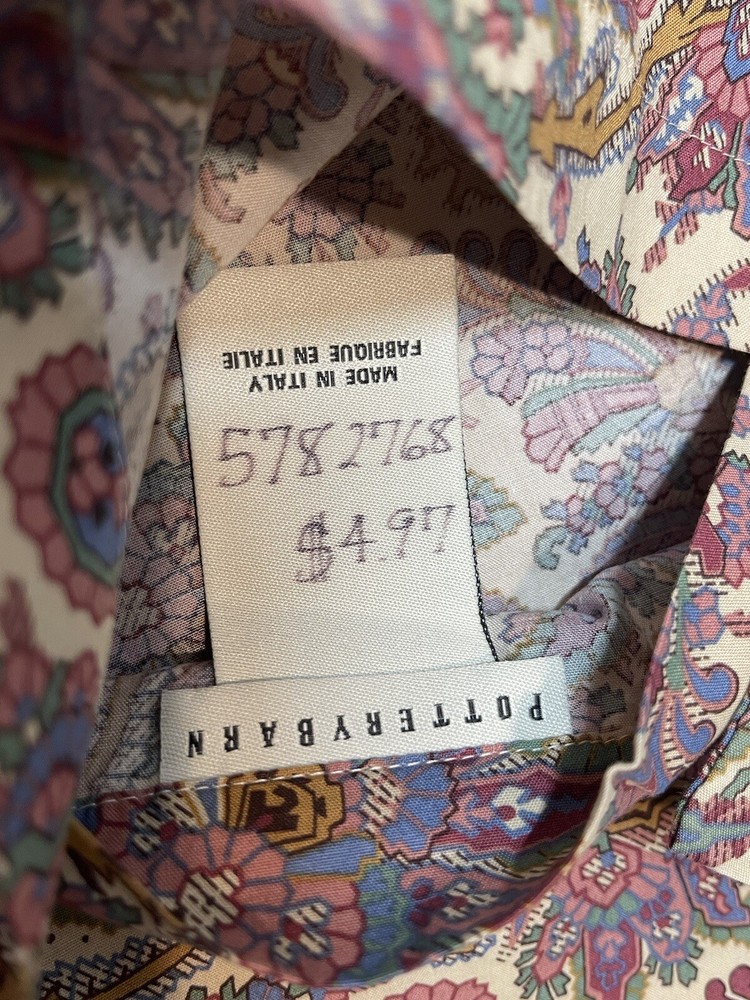 MADE IN ITALY
FABRIQUE EN ITALIE
5782768
$4.97
POTTERYBARN